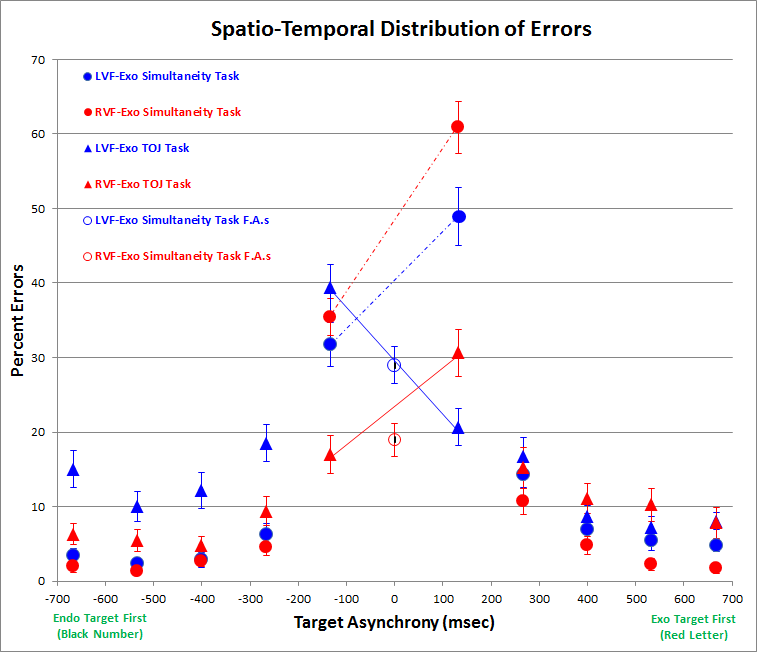 Spatio-Temporal Distribution of Errors
70
60
50
40
30
20
10
0
Percent Errors
LVF-Exo Simultaneity Task
RVF-Exo Simultaneity Task
LVF-Exo TOJ Task
RVF-Exo TOJ Task
LVF-Exo Simultaneity Task F.A.s
RVF-Exo Simultaneity Task F.A.s
-700 -600 -500 -400 -300 -200 -100 0 100 200 300 400 500 600 700
Endo Target First
(Black Number)
Target Asynchrony (msec)
Exo Target First
(Red Letter)